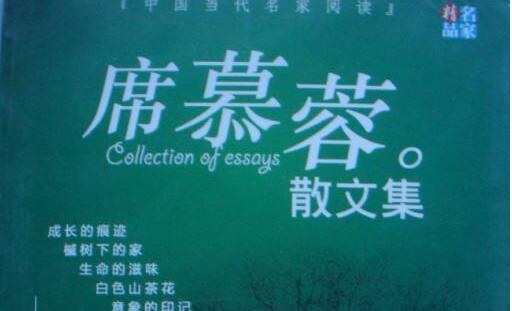 『中国当代名家阅读』
名家
精品
席慕蓉。
Collection of essays
散文集
成长的痕迹
槭树下的家
生命的滋味
白色山茶花
意象的印记